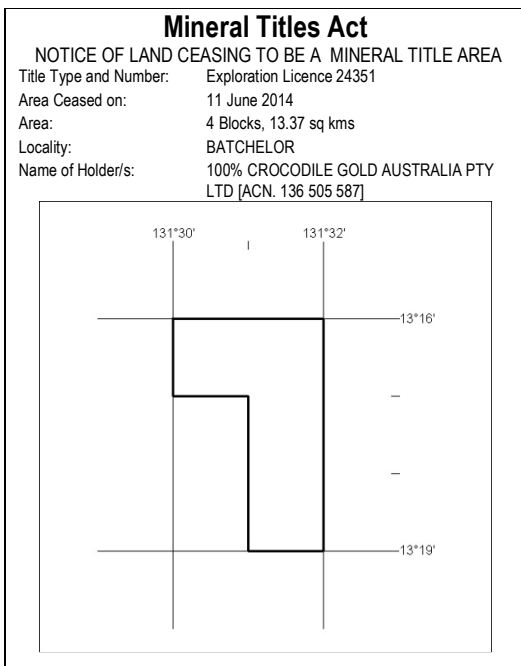 Mineral Titles Act
NOTICE OF LAND CEASING TO BE A MINERAL TITLE AREA
Title Type and Number: Exploration Licence 24351
Area Ceased on: 11 June 2014
Area: 4 Blocks, 13.37 sq kms
Locality: BATCHELOR
Name of Holder/s: 100% CROCODILE GOLD AUSTRALIA PTY
LTD [ACN. 136 505 587]
131°30' 131°32'
13°16'
13°19'